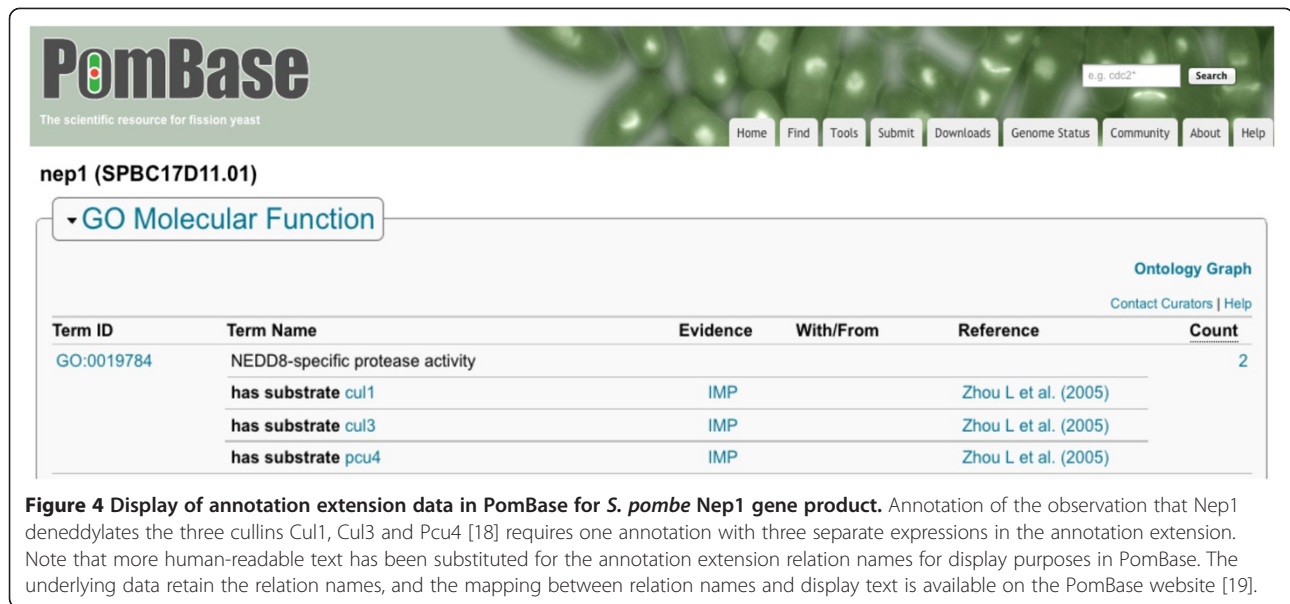 PomBase
The scientific resource for fission yeast
e.g. cdc2* Search
Home Find Tools Submit Downloads Genome Status Community About Help
nep1 (SPBC17D11.01)
GO Molecular Function
Ontology Graph
Contact Curators | Help
Term ID Term Name Evidence With/From Reference Count
GO:0019784 NEDD8-specific protease activity 2
has substrate cul1 IMP Zhou L et al. (2005)
has substrate cul3 IMP Zhou L et al. (2005)
has substrate pcu4 IMP Zhou L et al. (2005)
Figure 4 Display of annotation extension data in PomBase for S. pombe Nep1 gene product. Annotation of the observation that Nep1
deneddylates the three cullins Cul1, Cul3 and Pcu4 [18] requires one annotation with three separate expressions in the annotation extension.
Note that more human-readable text has been substituted for the annotation extension relation names for display purposes in PomBase. The
underlying data retain the relation names, and the mapping between relation names and display text is available on the PomBase website [19].